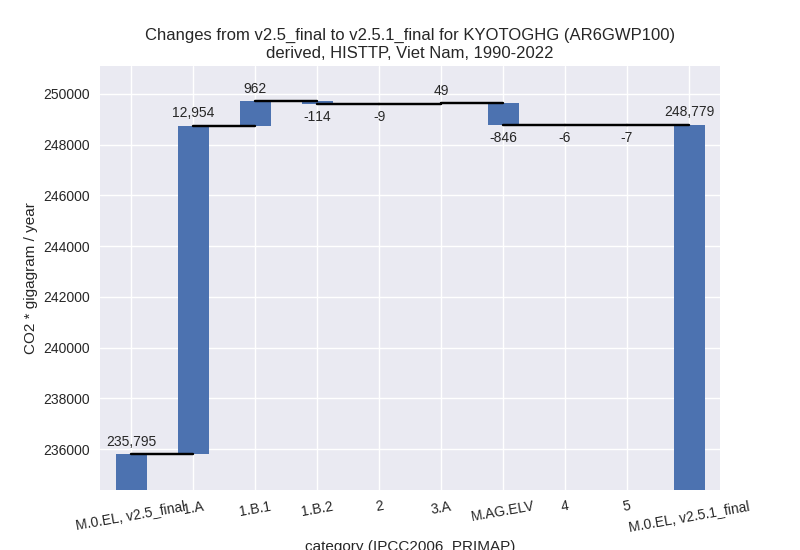 Changes from v2.5_final to v2.5.1_final for KYOTOGHG (AR6GWP100)
derived, HISTTP, Viet Nam, 1990-2022
CO2 * gigagram / year
250000
248000
246000
244000
242000
240000
238000
236000
235,795
12,954
962
-114
-9
49
-846
-6
-7
248,779
M.0.EL, v2.5_final
1.A
1.B.1
1.B.2
2
3.A
M.AG.ELV
4
5
M.0.EL, v2.5.1_final
category (IPCC2006_PRIMAP)